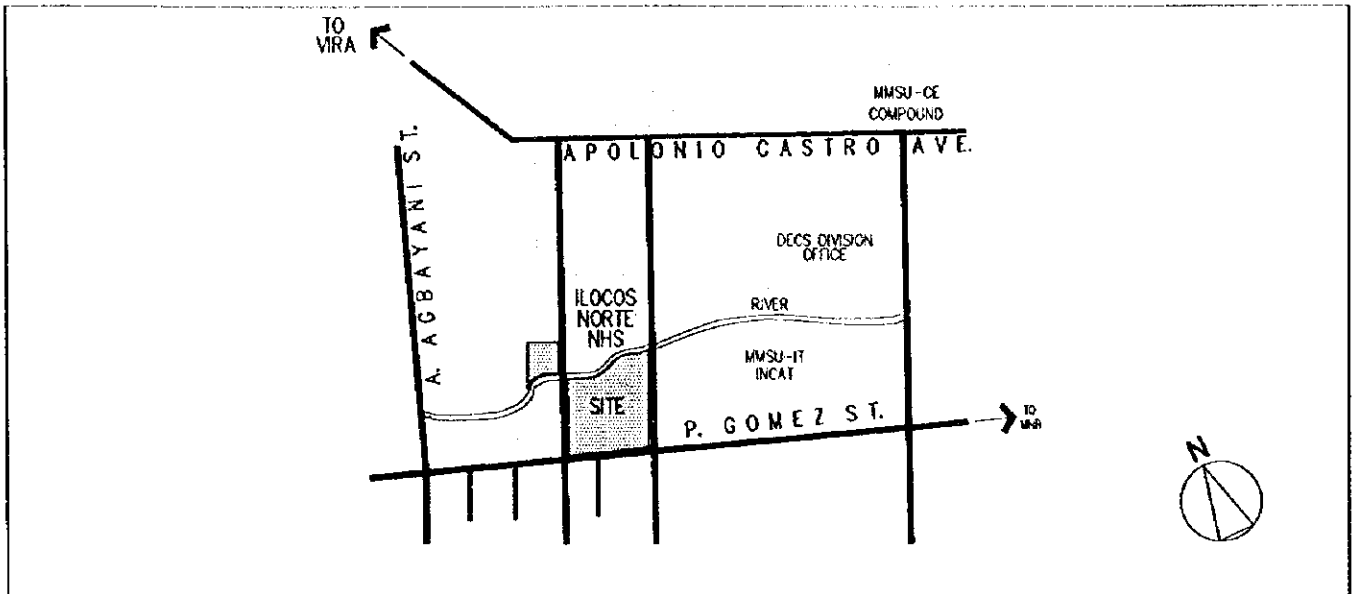 TO
VIRA
MMSU-CE
COMPOUND
APOLONIO CASTRO AVE.
A. AGBAYANI ST.
DECS DIVISION
OFFICE
ILOCOS
NORTE
NHS
RIVER
MMSU-IT
INCAT
SITE
P. GOMEZ ST.
TO
N